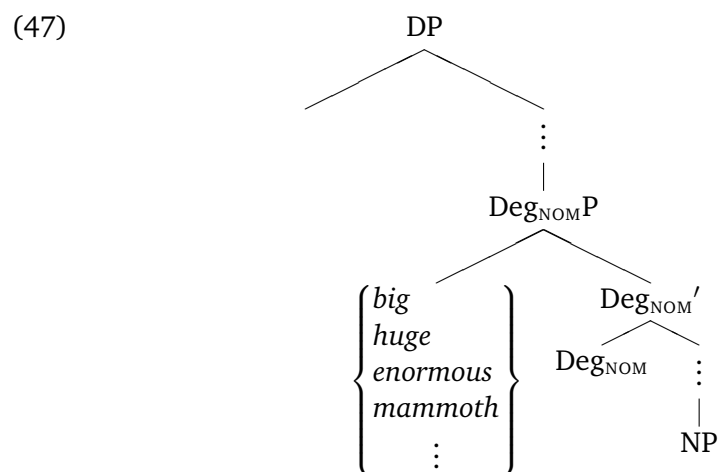 (47)
DP
⋮
Deg_NOM P
big
huge
enormous
mammoth
⋮
Deg_NOM ′
Deg_NOM
⋮
NP